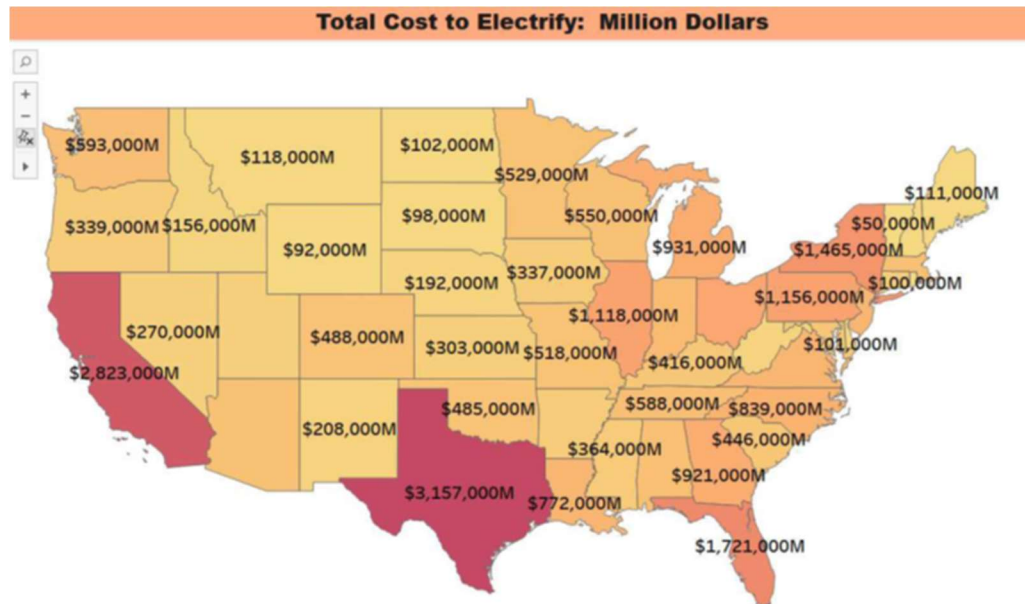 Total Cost to Electrify: Million Dollars
$593,000M
$118,000M
$102,000M
$529,000M
$111,000M
$339,000M
$156,000M
$98,000M
$550,000M
$50,000M
$92,000M
$931,000M
$1,465,000M
$192,000M
$337,000M
$100,000M
$1,156,000M
$270,000M
$488,000M
$1,118,000M
$303,000M
$518,000M
$101,000M
$416,000M
$2,823,000M
$485,000M
$588,000M
$839,000M
$208,000M
$364,000M
$446,000M
$921,000M
$3,157,000M
$772,000M
$1,721,000M